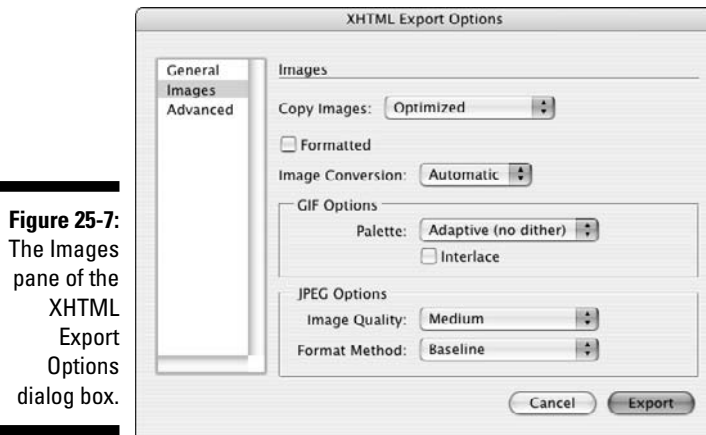 XHTML Export Options
General
Images
Advanced
Images
Copy Images: Optimized
Formatted
Image Conversion: Automatic
GIF Options
Palette: Adaptive (no dither)
Interlace
JPEG Options
Image Quality: Medium
Format Method: Baseline
Cancel Export
Figure 25-7:
The Images
pane of the
XHTML
Export
Options
dialog box.